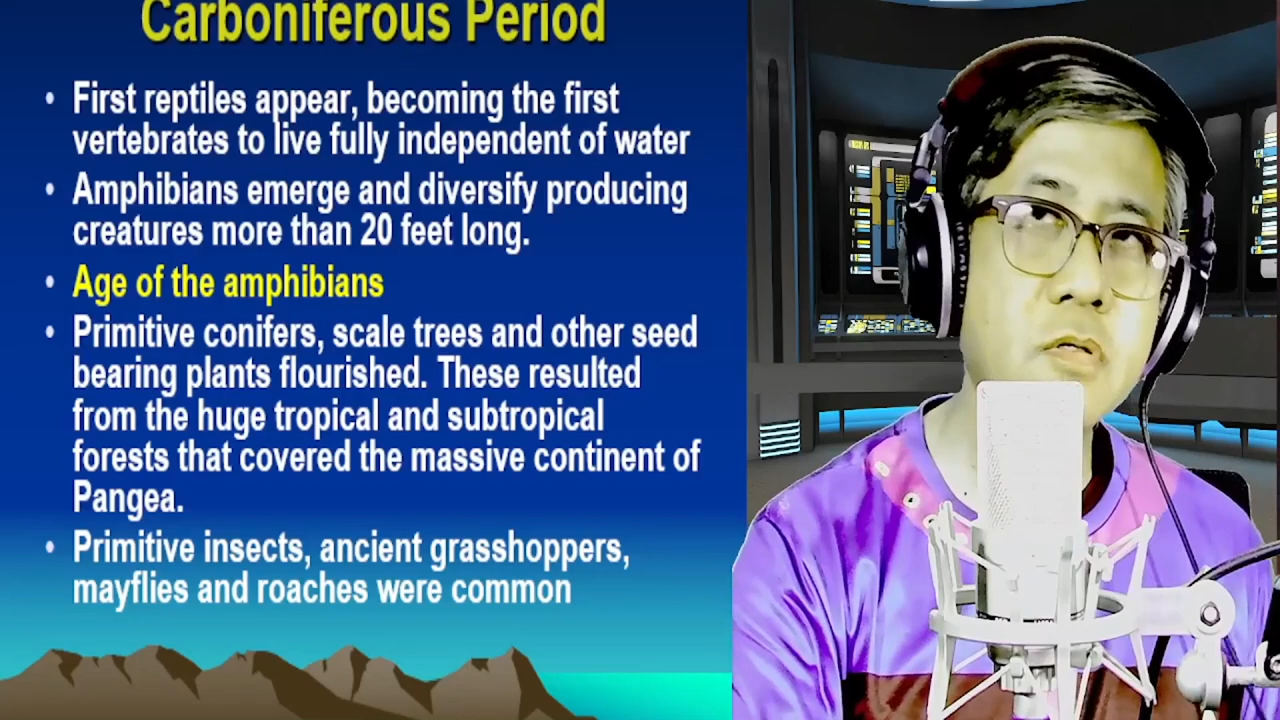 Carboniferous Period
• First reptiles appear, becoming the first
vertebrates to live fully independent of water
• Amphibians emerge and diversify producing
creatures more than 20 feet long.
• Age of the amphibians
• Primitive conifers, scale trees and other seed
bearing plants flourished. These resulted
from the huge tropical and subtropical
forests that covered the massive continent of
Pangea.
• Primitive insects, ancient grasshoppers,
mayflies and roaches were common